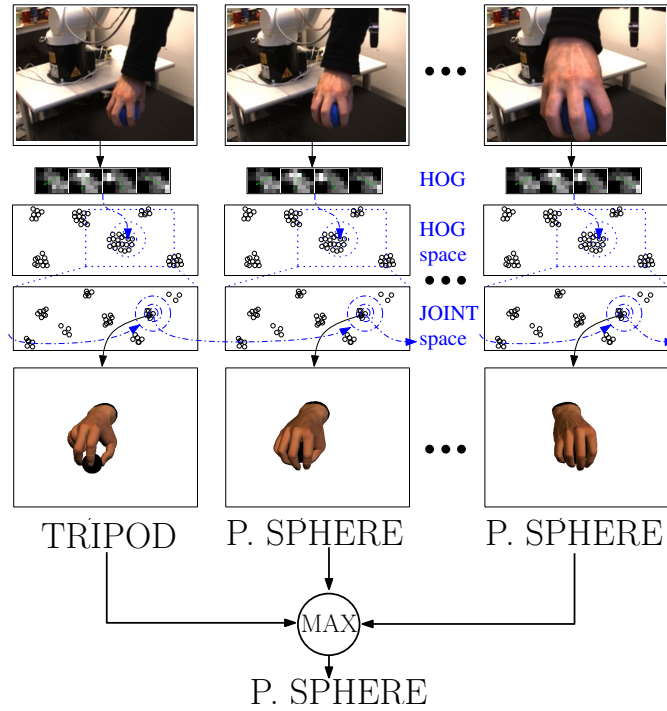 HOG
HOG
space
JOINT
space
TRIPOD P. SPHERE P. SPHERE
MAX
P. SPHERE